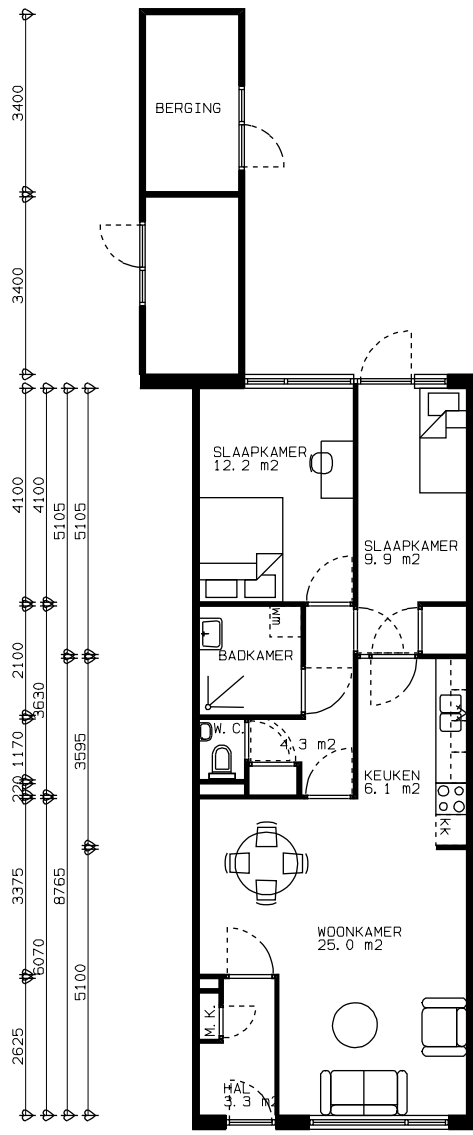 3400
BERGING
3400
4100
4100
5105
5105
SLAAPKAMER
12.2 m2
SLAAPKAMER
9.9 m2
wm
BADKAMER
2100
3630
W.C.
4.3 m2
1170
3595
220
KEUKEN
6.1 m2
KK
3375
8765
WOONKAMER
25.0 m2
6070
5100
M.K.
2625
HAL
3.3 m2